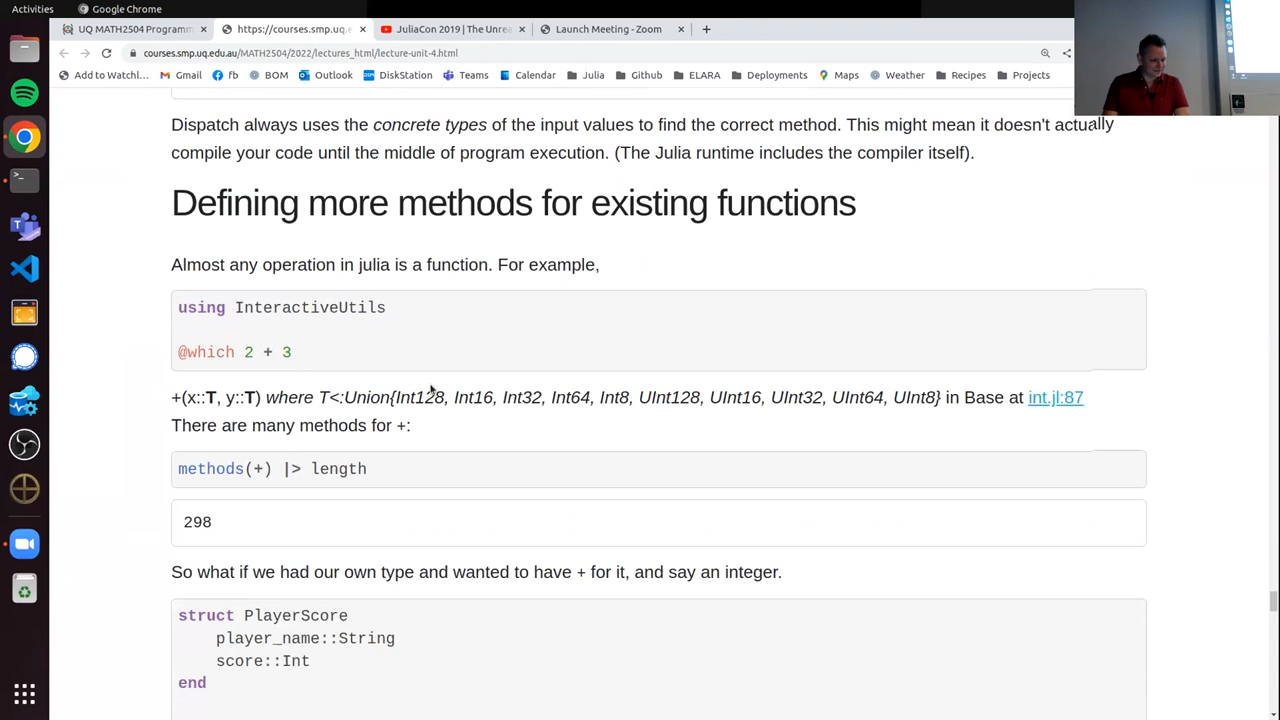 Activities
Google Chrome
UQ MATH2504 Programm
https://courses.smp.uq.e
JuliaCon 2019 | The Unrea
Launch Meeting - Zoom
courses.smp.uq.edu.au/MATH2504/2022/lectures_html/lecture-unit-4.html
Add to Watchl...
Gmail
fb
BOM
Outlook
DiskStation
Teams
Calendar
Julia
Github
ELARA
Deployments
Maps
Weather
Recipes
Projects
Dispatch always uses the concrete types of the input values to find the correct method. This might mean it doesn't actually
compile your code until the middle of program execution. (The Julia runtime includes the compiler itself).
Defining more methods for existing functions
Almost any operation in julia is a function. For example,
using InteractiveUtils
@which 2 + 3
+(x::T, y::T) where T<:Union{Int128, Int16, Int32, Int64, Int8, UInt128, UInt16, UInt32, UInt64, UInt8} in Base at int.jl:87
There are many methods for +:
methods(+) |> length
298
So what if we had our own type and wanted to have + for it, and say an integer.
struct PlayerScore
player_name::String
score::Int
end